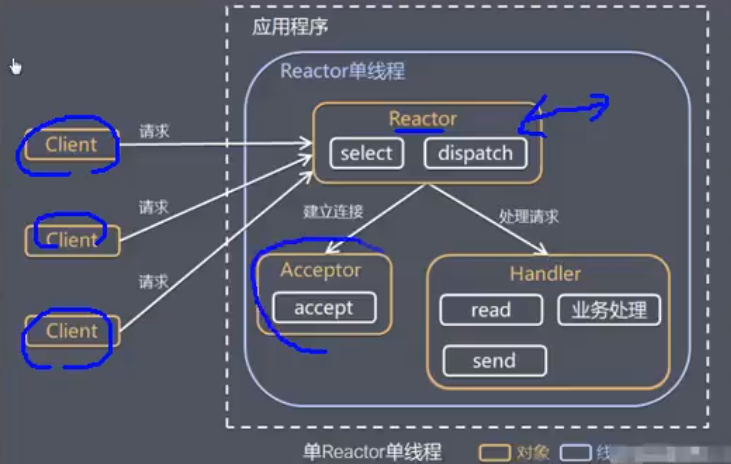 应用程序
Reactor单线程
Client
请求
Reactor
select
dispatch
Client
请求
建立连接
处理请求
Client
请求
Acceptor
accept
Handler
read
业务处理
send
单Reactor单线程
对象
线